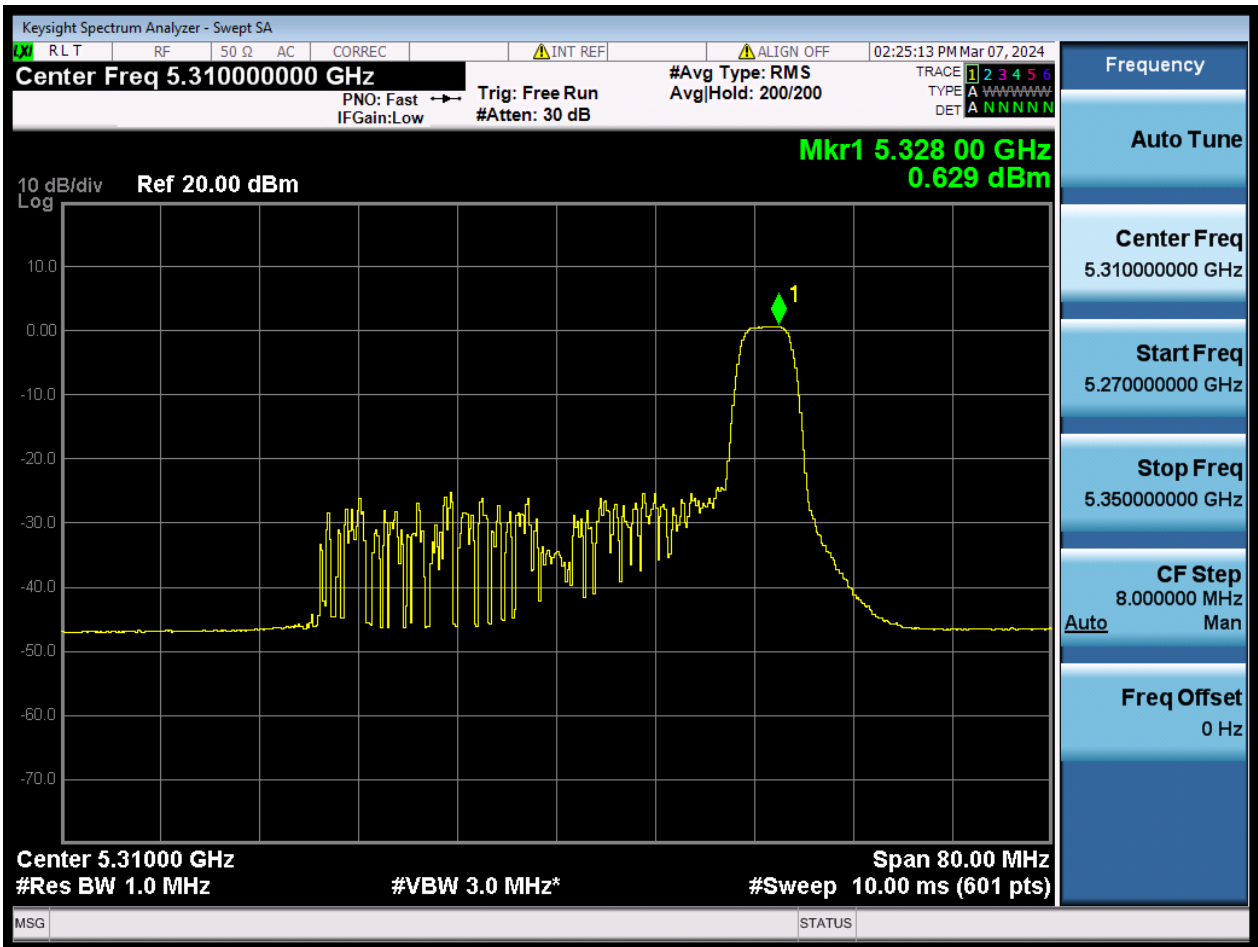 Keysight Spectrum Analyzer - Swept SA
LXI RLT RF 50 Ω AC CORREC INT REF ALIGN OFF 02:25:13 PM Mar 07, 2024
Center Freq 5.310000000 GHz
PNO: Fast
IFGain:Low
Trig: Free Run
#Atten: 30 dB
#Avg Type: RMS
Avg|Hold: 200/200
TRACE 1 2 3 4 5 6
TYPE A WWWWW
DET A N N N N N
Mkr1 5.328 00 GHz
0.629 dBm
10 dB/div Ref 20.00 dBm
Log
1
10.0
0.00
-10.0
-20.0
-30.0
-40.0
-50.0
-60.0
-70.0
Center 5.31000 GHz Span 80.00 MHz
#Res BW 1.0 MHz #VBW 3.0 MHz* #Sweep 10.00 ms (601 pts)
MSG STATUS
Frequency
Auto Tune
Center Freq
5.310000000 GHz
Start Freq
5.270000000 GHz
Stop Freq
5.350000000 GHz
CF Step
8.000000 MHz
Auto Man
Freq Offset
0 Hz